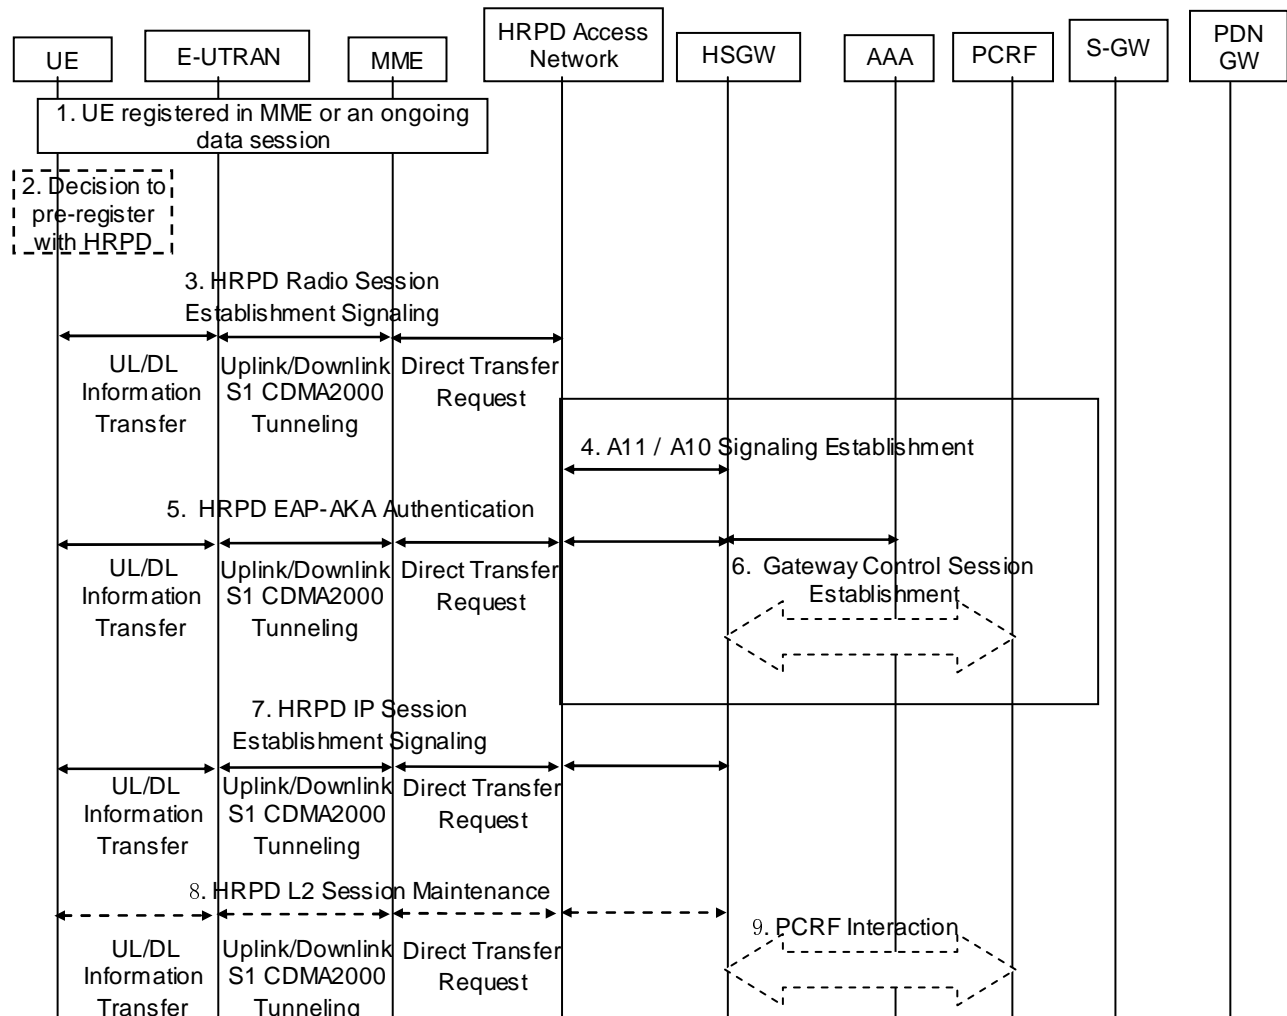 UE
E-UTRAN
MME
HRPD Access
Network
HSGW
AAA
PCRF
S-GW
PDN
GW
1. UE registered in MME or an ongoing
data session
2. Decision to
pre-register
with HRPD
3. HRPD Radio Session
Establishment Signaling
UL/DL
Information
Transfer
Uplink/Downlink
S1 CDMA2000
Tunneling
Direct Transfer
Request
4. A11 / A10 Signaling Establishment
5. HRPD EAP-AKA Authentication
UL/DL
Information
Transfer
Uplink/Downlink
S1 CDMA2000
Tunneling
Direct Transfer
Request
6. Gateway Control Session
Establishment
7. HRPD IP Session
Establishment Signaling
UL/DL
Information
Transfer
Uplink/Downlink
S1 CDMA2000
Tunneling
Direct Transfer
Request
8. HRPD L2 Session Maintenance
UL/DL
Information
Transfer
Uplink/Downlink
S1 CDMA2000
Tunneling
Direct Transfer
Request
9. PCRF Interaction